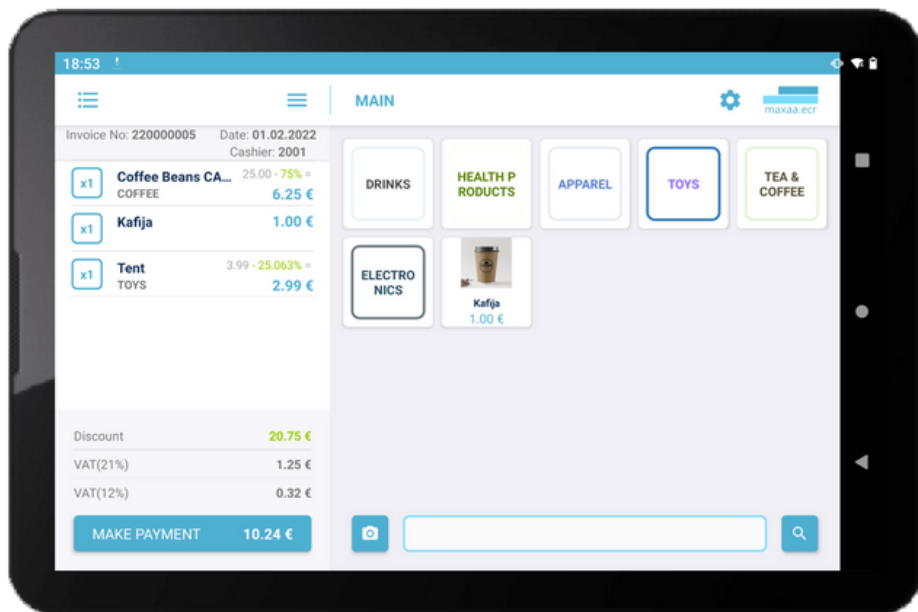 18:53
MAIN
maxaa.ecr
Invoice No: 220000005 Date: 01.02.2022
Cashier: 2001
x1 Coffee Beans CA... 25.00 - 75% =
COFFEE 6.25 €
x1 Kafija 1.00 €
x1 Tent 3.99 - 25.063% =
TOYS 2.99 €
Discount 20.75 €
VAT(21%) 1.25 €
VAT(12%) 0.32 €
MAKE PAYMENT 10.24 €
DRINKS
HEALTH P
RODUCTS
APPAREL
TOYS
TEA &
COFFEE
ELECTRO
NICS
Kafija
1.00 €